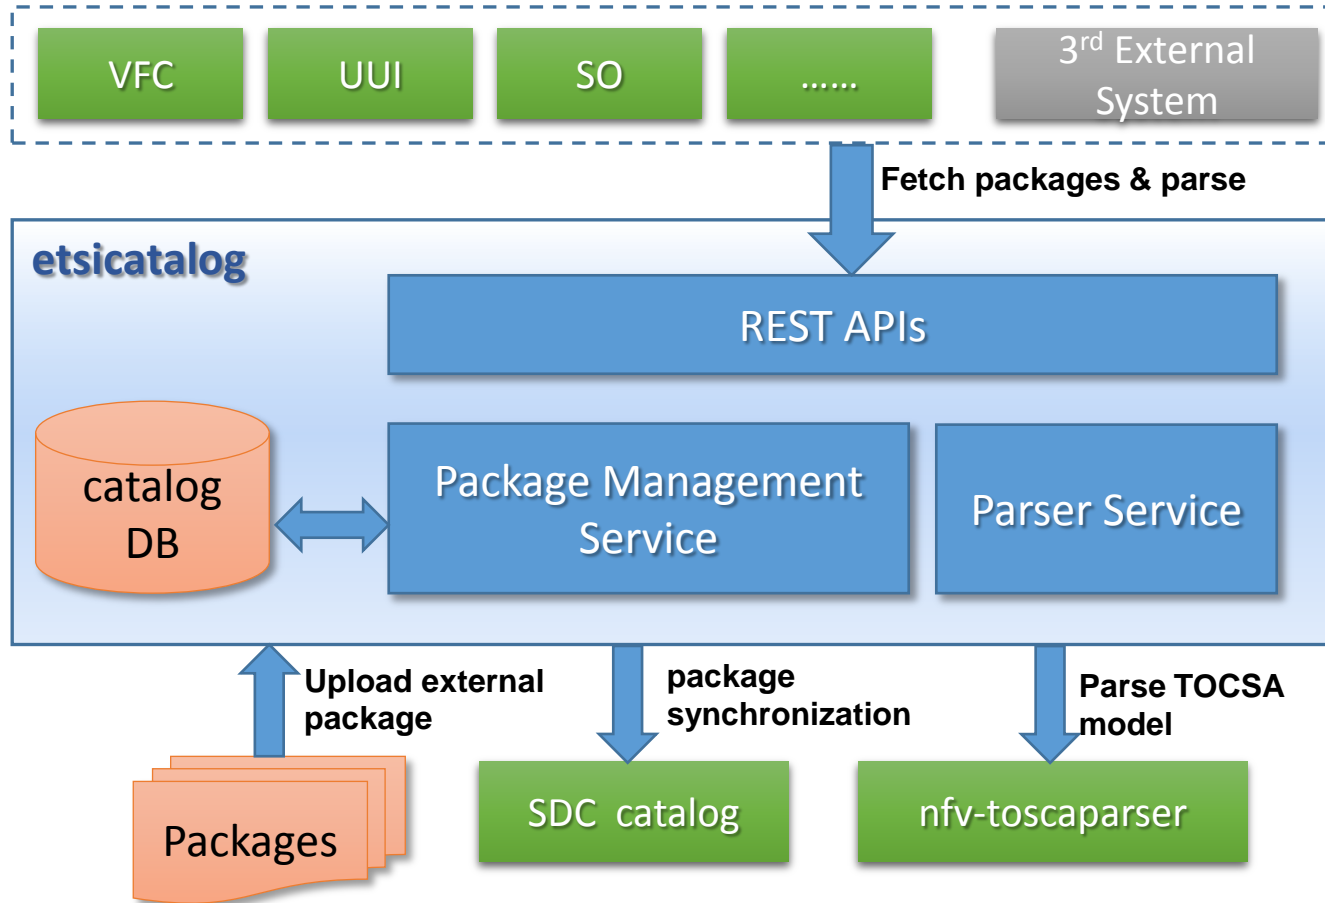 VFC
UUI
SO
......
3rd External
System
Fetch packages & parse
etsicatalog
REST APIs
catalog
DB
Package Management
Service
Parser Service
Upload external
package
package
synchronization
Parse TOCSA
model
Packages
SDC catalog
nfv-toscaparser